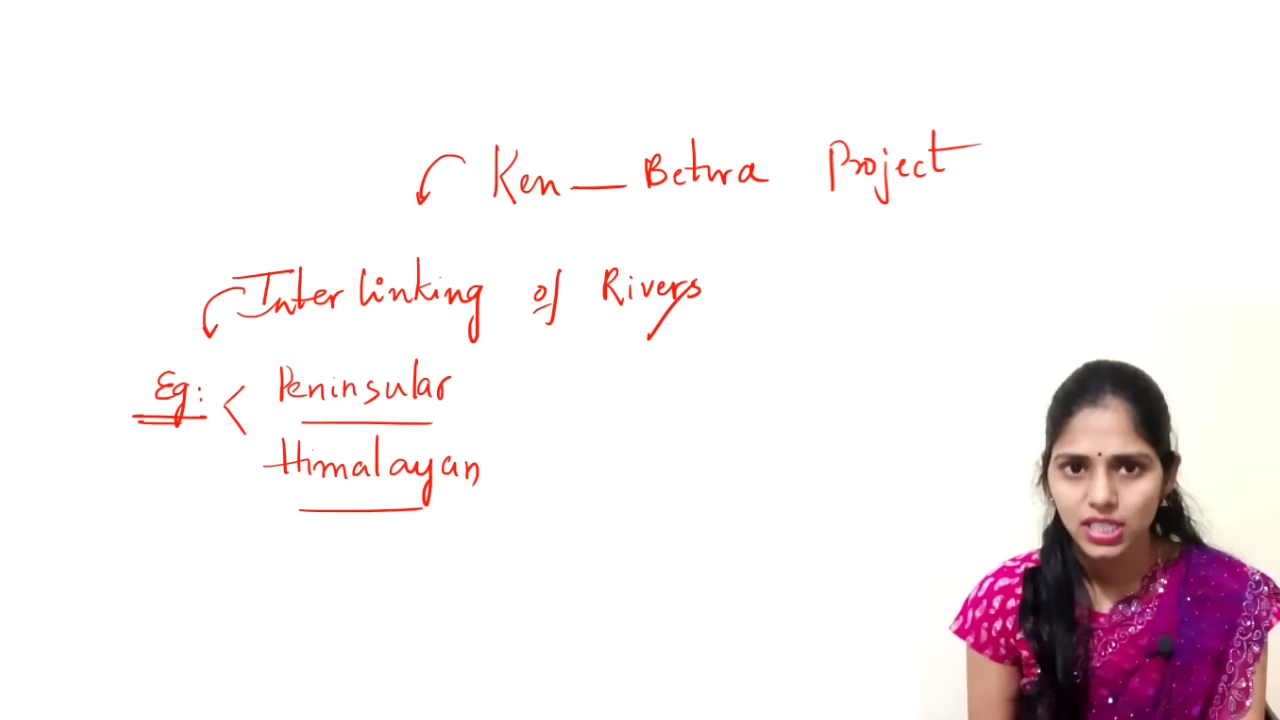 Ken - Betwa Project
Interlinking of Rivers
Eg: < Peninsular
Himalayan